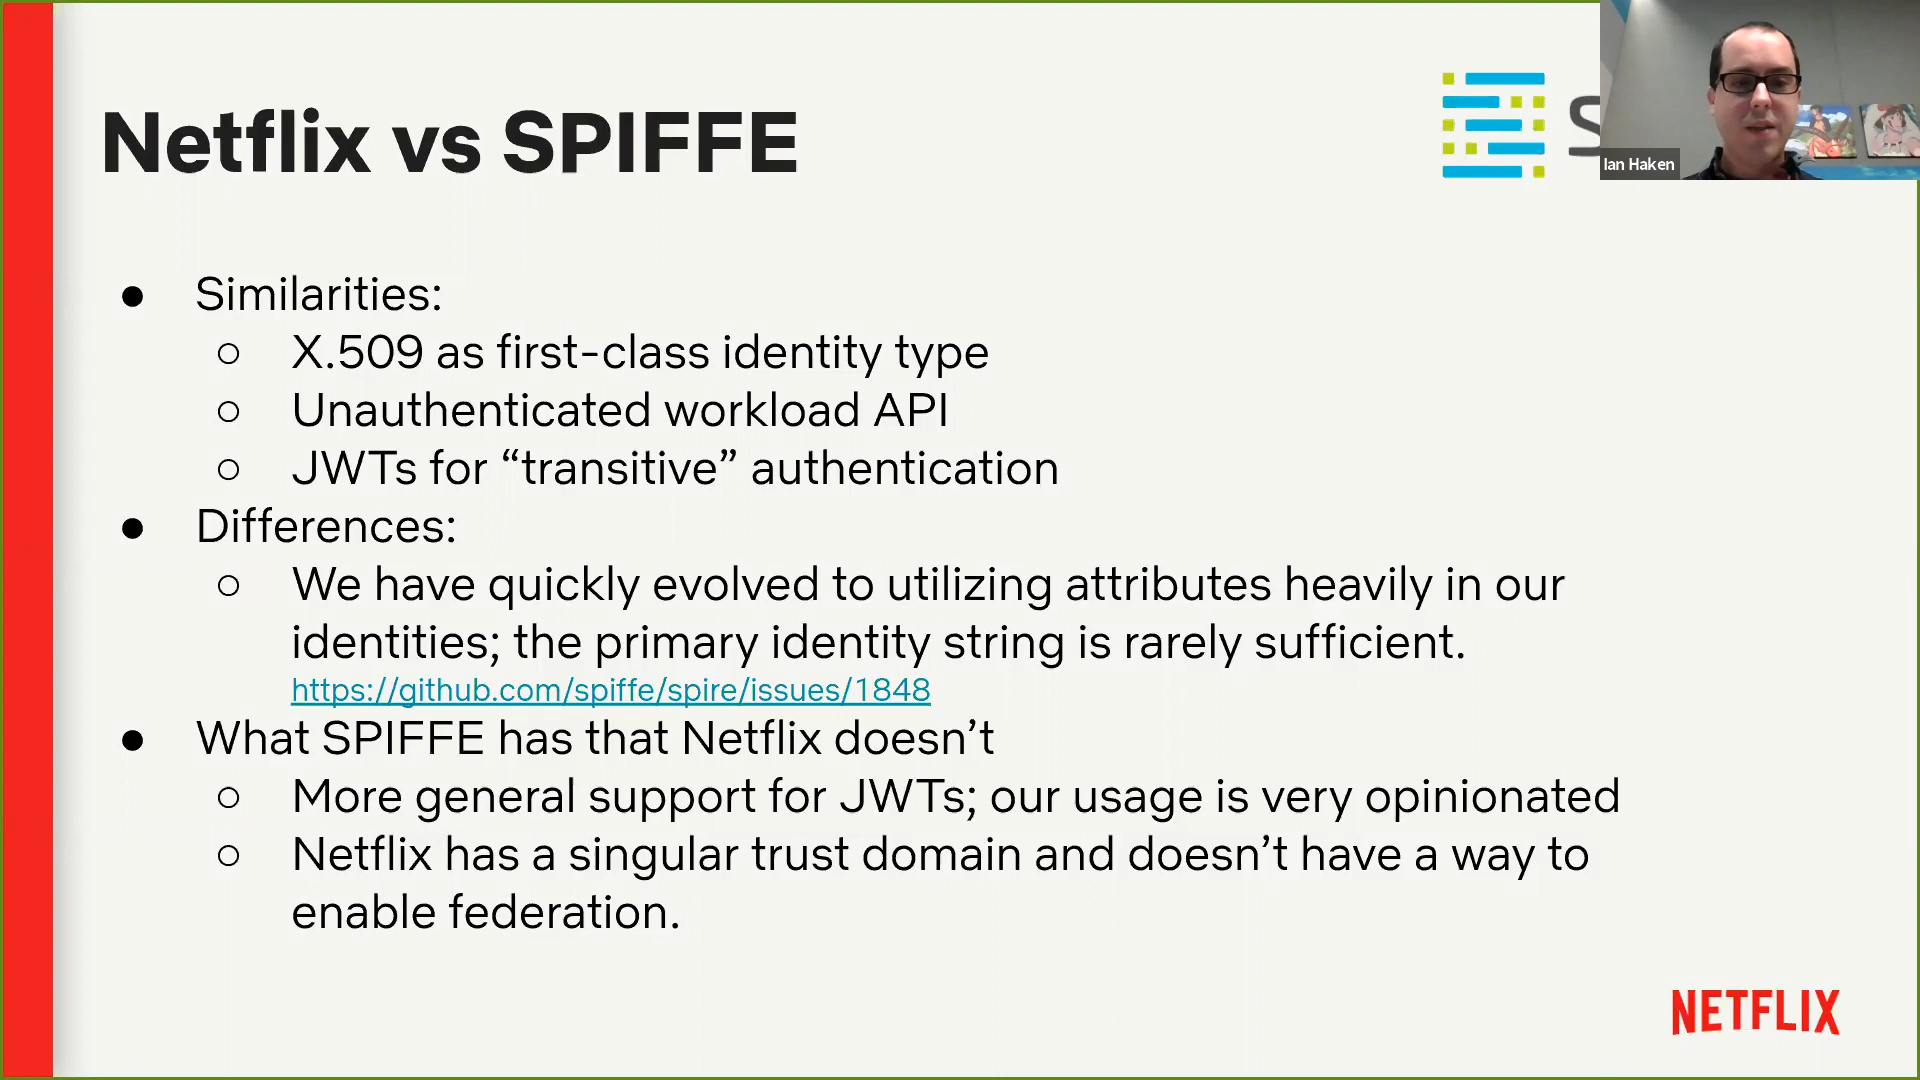 Netflix vs SPIFFE
S
Ian Haken
● Similarities:
○ X.509 as first-class identity type
○ Unauthenticated workload API
○ JWTs for “transitive” authentication
● Differences:
○ We have quickly evolved to utilizing attributes heavily in our
identities; the primary identity string is rarely sufficient.
https://github.com/spiffe/spire/issues/1848
● What SPIFFE has that Netflix doesn’t
○ More general support for JWTs; our usage is very opinionated
○ Netflix has a singular trust domain and doesn’t have a way to
enable federation.
NETFLIX